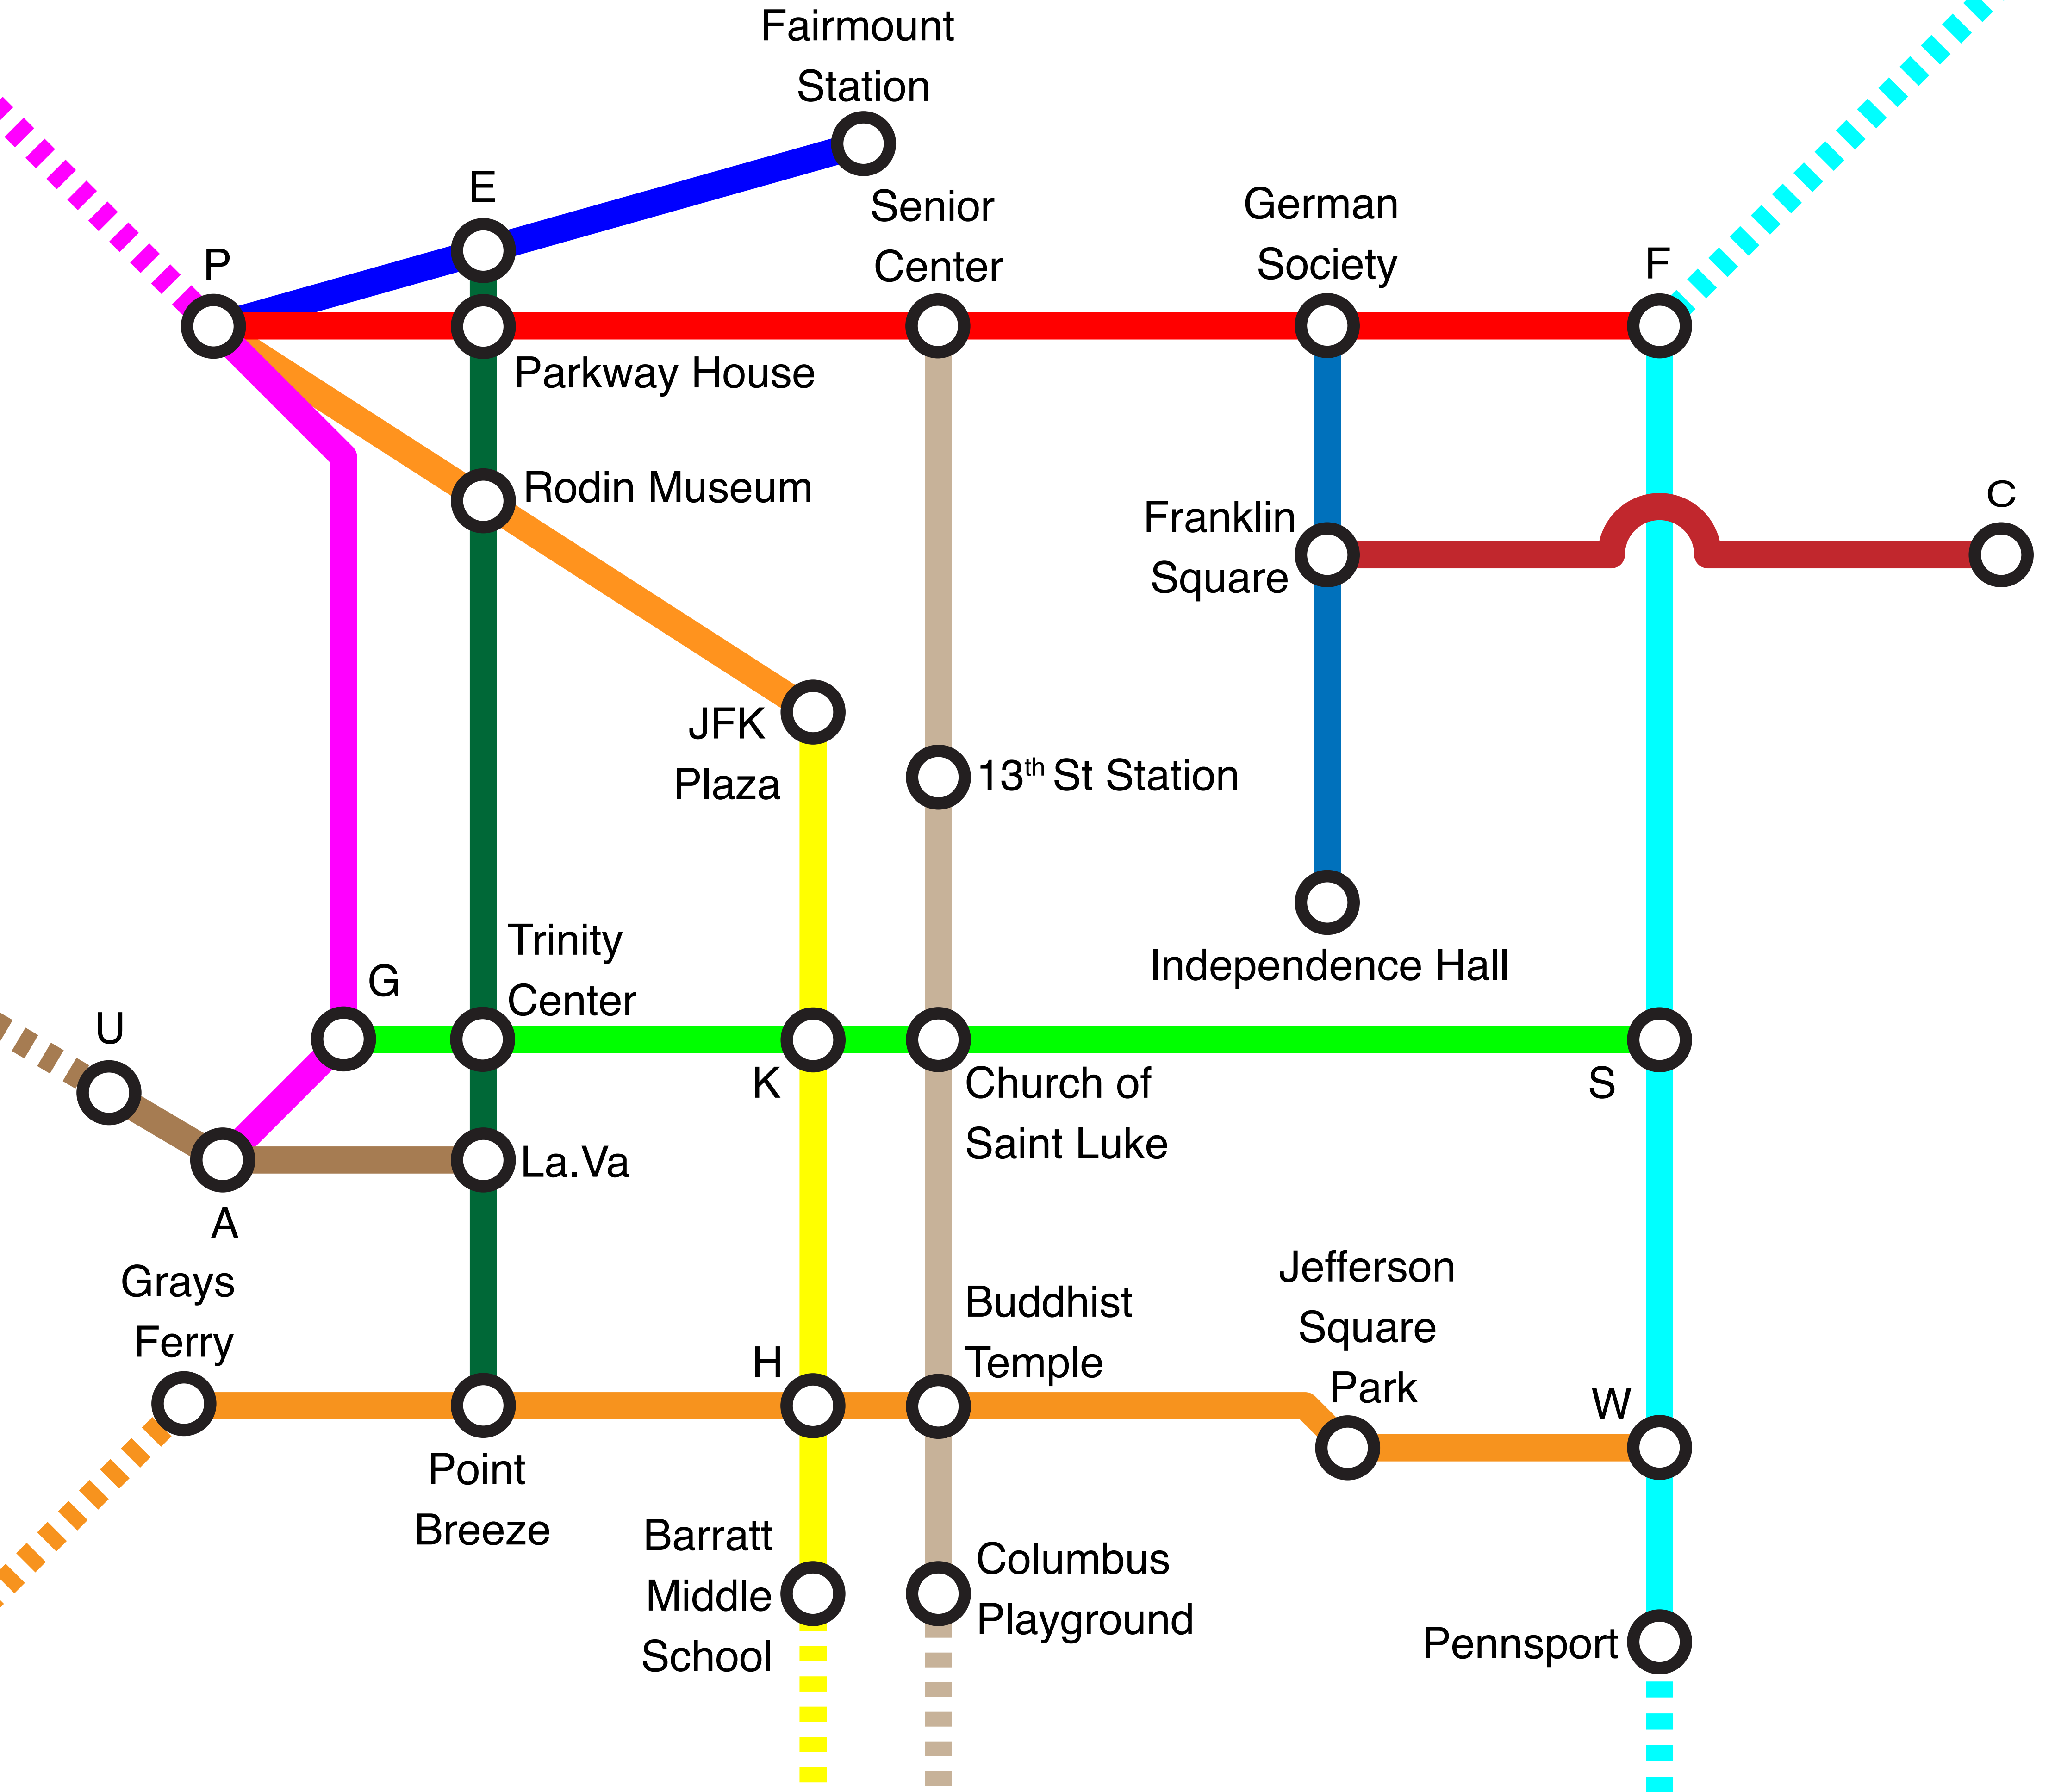 Fairmount
Station
E
Senior
Center
German
Society
P
F
Parkway House
Rodin Museum
Franklin
Square
C
JFK
Plaza
13th St Station
Trinity
Center
Independence Hall
G
U
K
Church of
Saint Luke
S
La.Va
A
Grays
Ferry
Buddhist
Temple
Jefferson
Square
Park
H
W
Point
Breeze
Barratt
Middle
School
Columbus
Playground
Pennsport